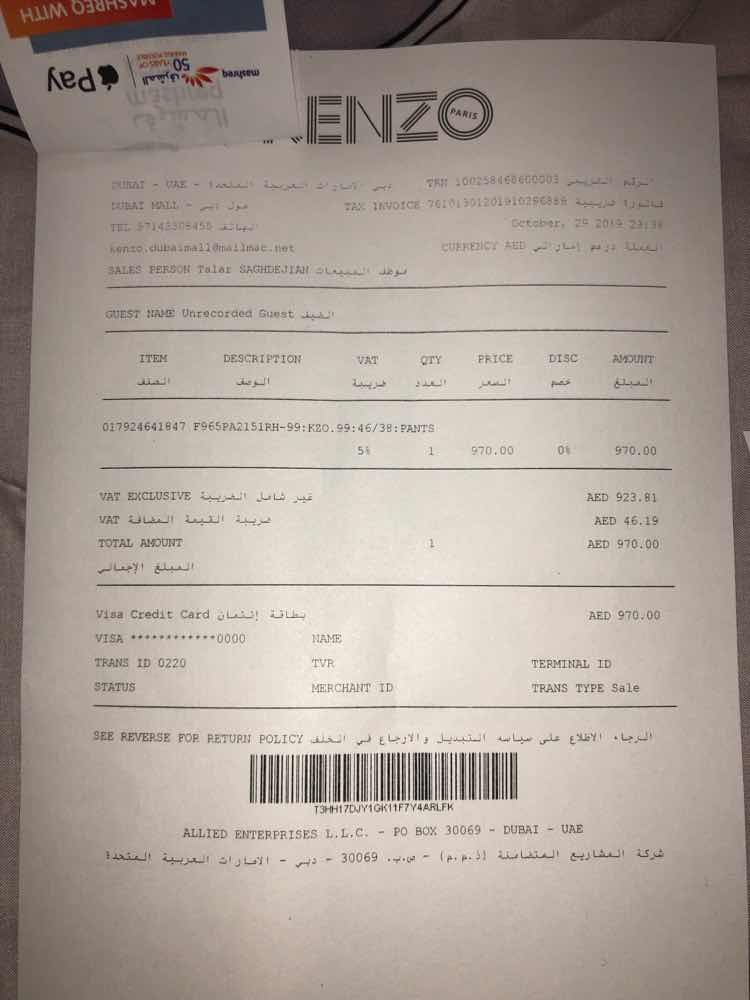 MASHREQ WITH
Pay
المشرق
50 YEARS OF
mashreq
KENZO
PARIS
DUBAI - UAE - دبي الامارات العربية المتحدة TRN 100258468600003 الرقم الضريبي
DUBAI MALL - مول دبي TAX INVOICE 76101301201910296888 فاتورة ضريبية
TEL 97143308455 الهاتف October, 29 2019 23:38
kenzo.dubaimall@mailmac.net CURRENCY AED العملة درهم إماراتي
SALES PERSON Talar SAGHDEJIAN موظف المبيعات
GUEST NAME Unrecorded Guest الضيف
ITEM DESCRIPTION VAT QTY PRICE DISC AMOUNT
الصنف الوصف ضريبة العدد السعر خصم المبلغ
017924641847 F965PA2151RH-99:KZO.99:46/38:PANTS
5% 1 970.00 0% 970.00
VAT EXCLUSIVE غير شامل الضريبة AED 923.81
VAT ضريبة القيمة المضافة AED 46.19
TOTAL AMOUNT 1 AED 970.00
المبلغ الإجمالي
Visa Credit Card بطاقة إئتمان AED 970.00
VISA ************0000 NAME
TRANS ID 0220 TVR TERMINAL ID
STATUS MERCHANT ID TRANS TYPE Sale
SEE REVERSE FOR RETURN POLICY الرجاء الاطلاع على سياسه التبديل والارجاع في الخلف
T3HH17DJY1GK11F7Y4ARLFK
ALLIED ENTERPRISES L.L.C. - PO BOX 30069 - DUBAI - UAE
شركة المشاريع المتضامنة (ذ.م.م) - ص.ب. 30069 - دبي - الامارات العربية المتحدة